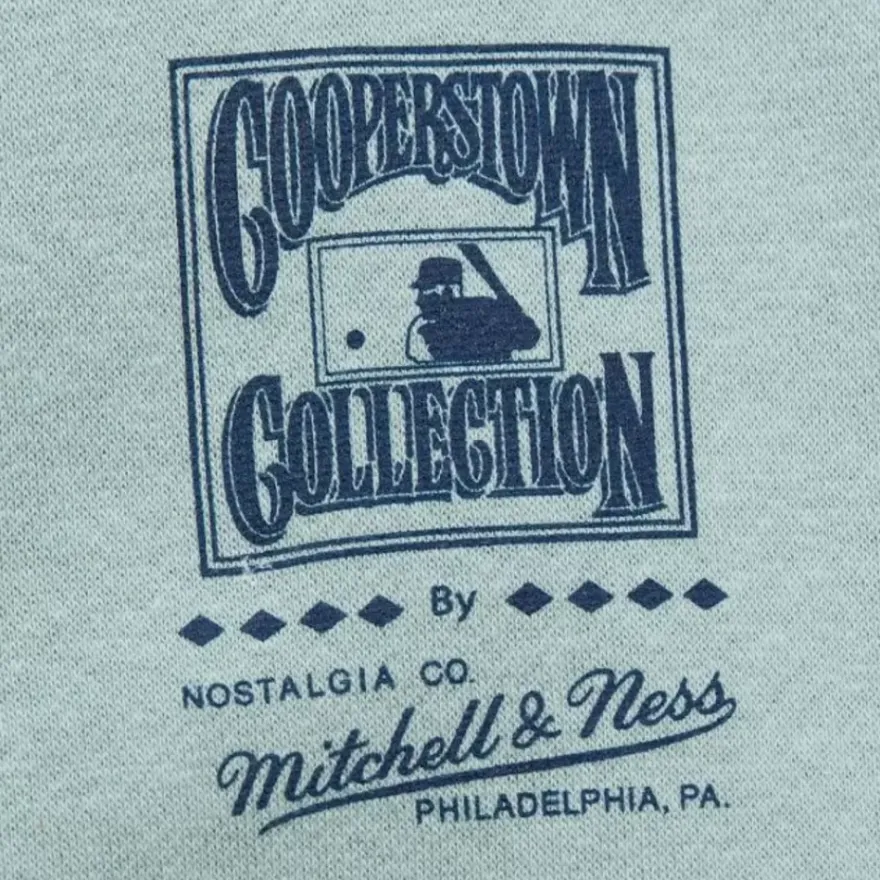 COOPERSTOWN
COLLECTION
By
NOSTALGIA CO.
Mitchell & Ness
PHILADELPHIA, PA.